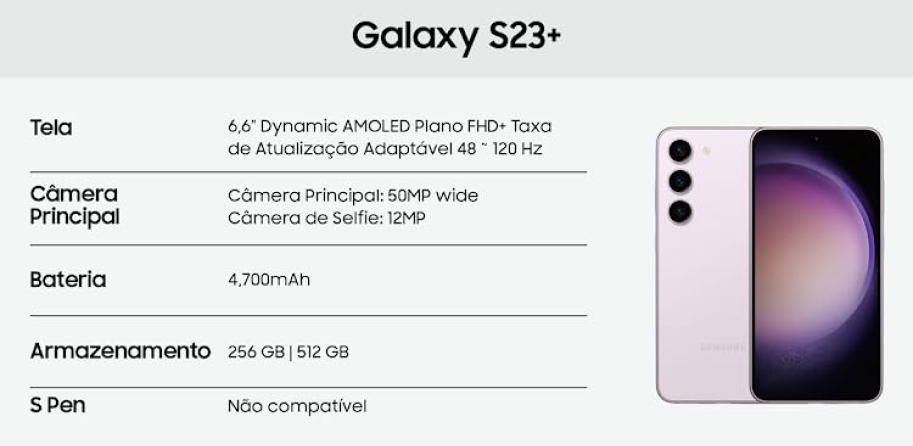 Galaxy S23+
Tela
6,6" Dynamic AMOLED Plano FHD+ Taxa
de Atualização Adaptável 48 ~ 120 Hz
Câmera
Principal
Câmera Principal: 50MP wide
Câmera de Selfie: 12MP
Bateria
4,700mAh
Armazenamento
256 GB | 512 GB
S Pen
Não compatível
SAMSUNG